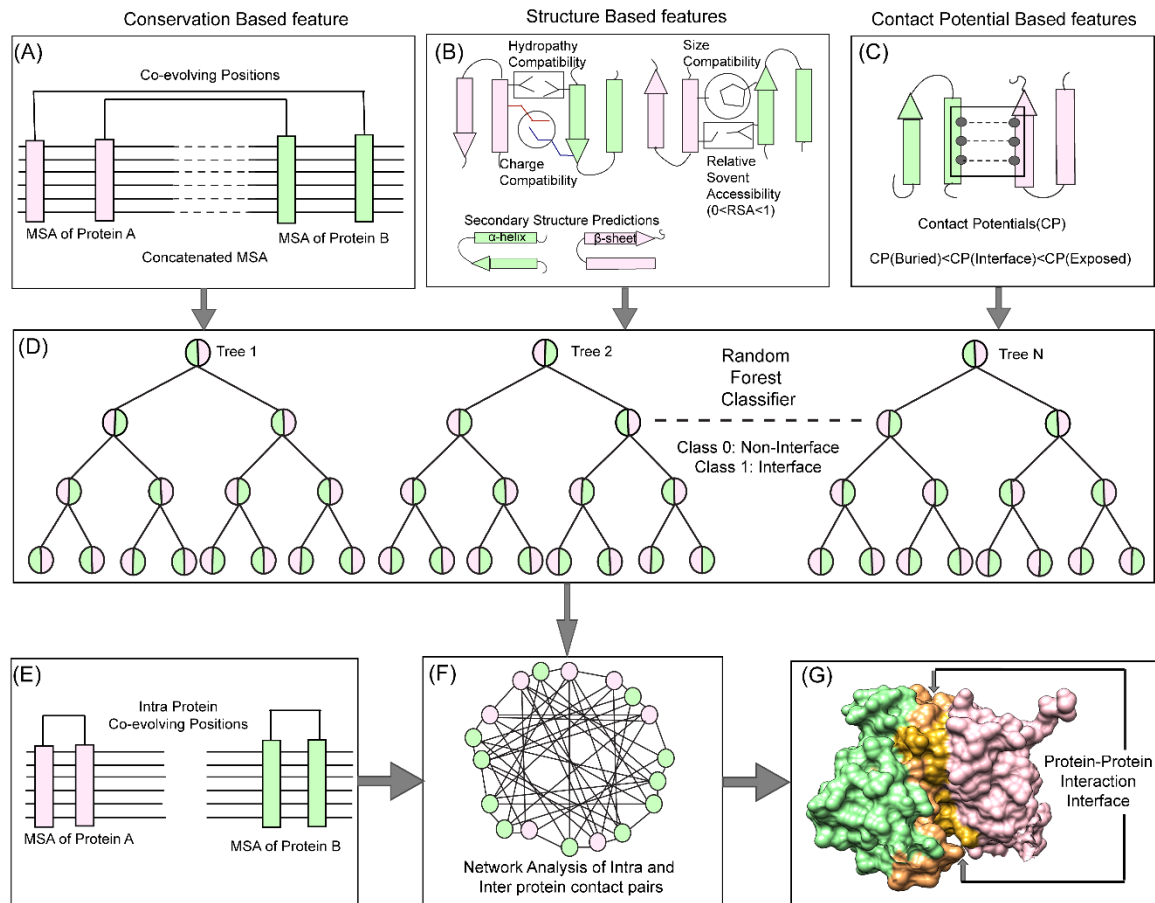 Conservation Based feature
Structure Based features
Contact Potential Based features
(A)
Co-evolving Positions
MSA of Protein A
MSA of Protein B
Concatenated MSA
(B)
Hydropathy
Compatibility
Size
Compatibility
Charge
Compatibility
Relative
Sovent
Accessibility
(0<RSA<1)
Secondary Structure Predictions
α-helix
β-sheet
(C)
Contact Potentials(CP)
CP(Buried)<CP(Interface)<CP(Exposed)
(D)
Tree 1
Tree 2
Random
Forest
Classifier
Tree N
Class 0: Non-Interface
Class 1: Interface
(E)
Intra Protein
Co-evolving Positions
MSA of Protein A
MSA of Protein B
(F)
Network Analysis of Intra and
Inter protein contact pairs
(G)
Protein-Protein
Interaction
Interface